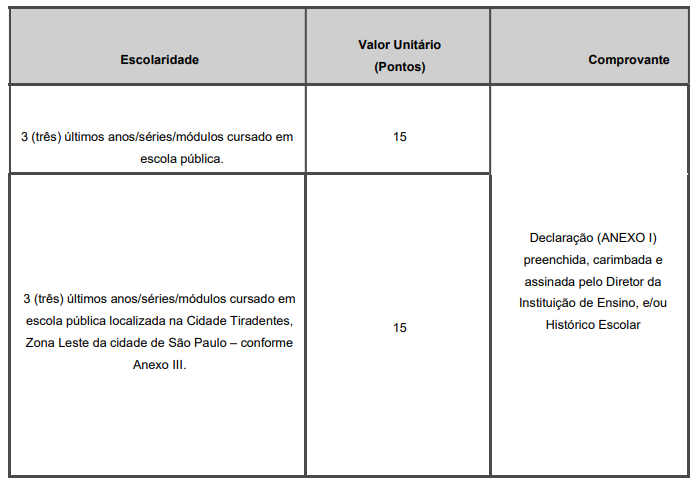 Escolaridade
Valor Unitário
(Pontos)
Comprovante
3 (três) últimos anos/séries/módulos cursado em
escola pública.
15
3 (três) últimos anos/séries/módulos cursado em
escola pública localizada na Cidade Tiradentes,
Zona Leste da cidade de São Paulo – conforme
Anexo III.
15
Declaração (ANEXO I)
preenchida, carimbada e
assinada pelo Diretor da
Instituição de Ensino, e/ou
Histórico Escolar